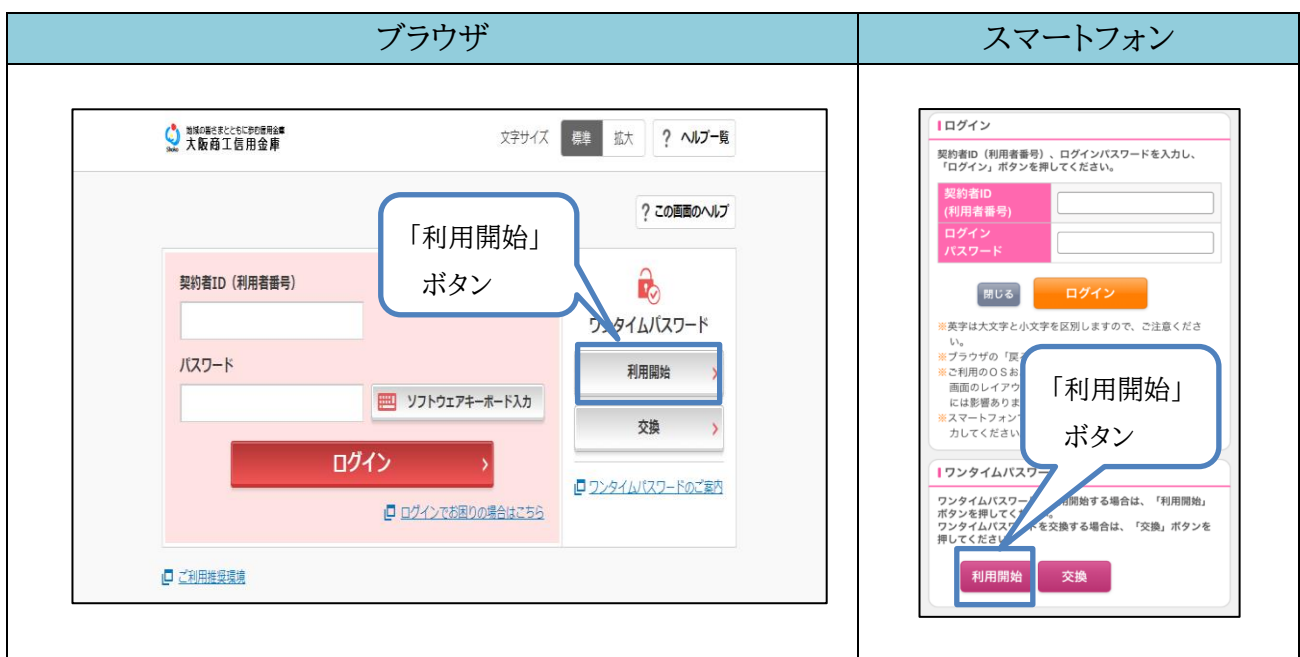 ブラウザ
スマートフォン
地域の皆さまとともに歩む信用金庫
大阪商工信用金庫
Shoko
文字サイズ 標準 拡大 ? ヘルプ一覧
? この画面のヘルプ
「利用開始」
ボタン
契約者ID（利用者番号）
パスワード
ソフトウェアキーボード入力
ログイン
ログインでお困りの場合はこちら
ワンタイムパスワード
利用開始
交換
ワンタイムパスワードのご案内
ご利用推奨環境
ログイン
契約者ID（利用者番号）、ログインパスワードを入力し、
「ログイン」ボタンを押してください。
契約者ID
(利用者番号)
ログイン
パスワード
閉じる ログイン
※英字は大文字と小文字を区別しますので、ご注意くださ
い。
※ブラウザの「戻
※ご利用のＯＳお
画面のレイアウ
には影響ありま
※スマートフォン
力してください
「利用開始」
ボタン
ワンタイムパスワー
ワンタイムパスワー 用開始する場合は、「利用開始」
ボタンを押してく 。
ワンタイムパス ドを交換する場合は、「交換」ボタンを
押してくださ
利用開始 交換